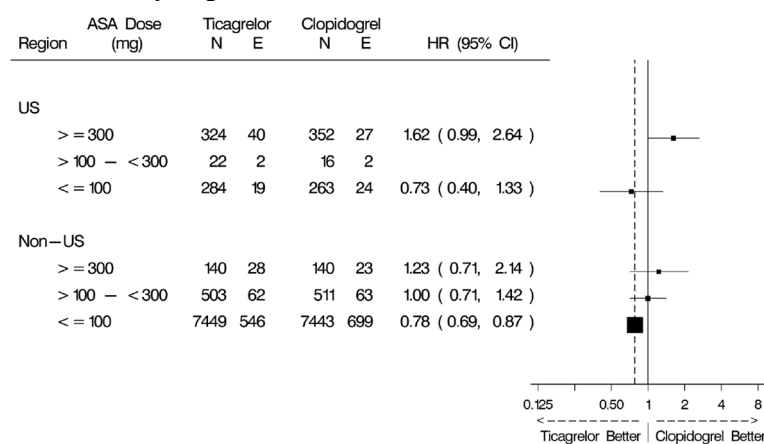 ASA Dose Ticagrelor Clopidogrel
Region (mg) N E N E HR (95% CI)
US
>=300 324 40 352 27 1.62 (0.99, 2.64)
>100 – <300 22 2 16 2
<=100 284 19 263 24 0.73 (0.40, 1.33)
Non–US
>=300 140 28 140 23 1.23 (0.71, 2.14)
>100 – <300 503 62 511 63 1.00 (0.71, 1.42)
<=100 7449 546 7443 699 0.78 (0.69, 0.87)
0.125 0.50 1 2 4 8
Ticagrelor Better Clopidogrel Better